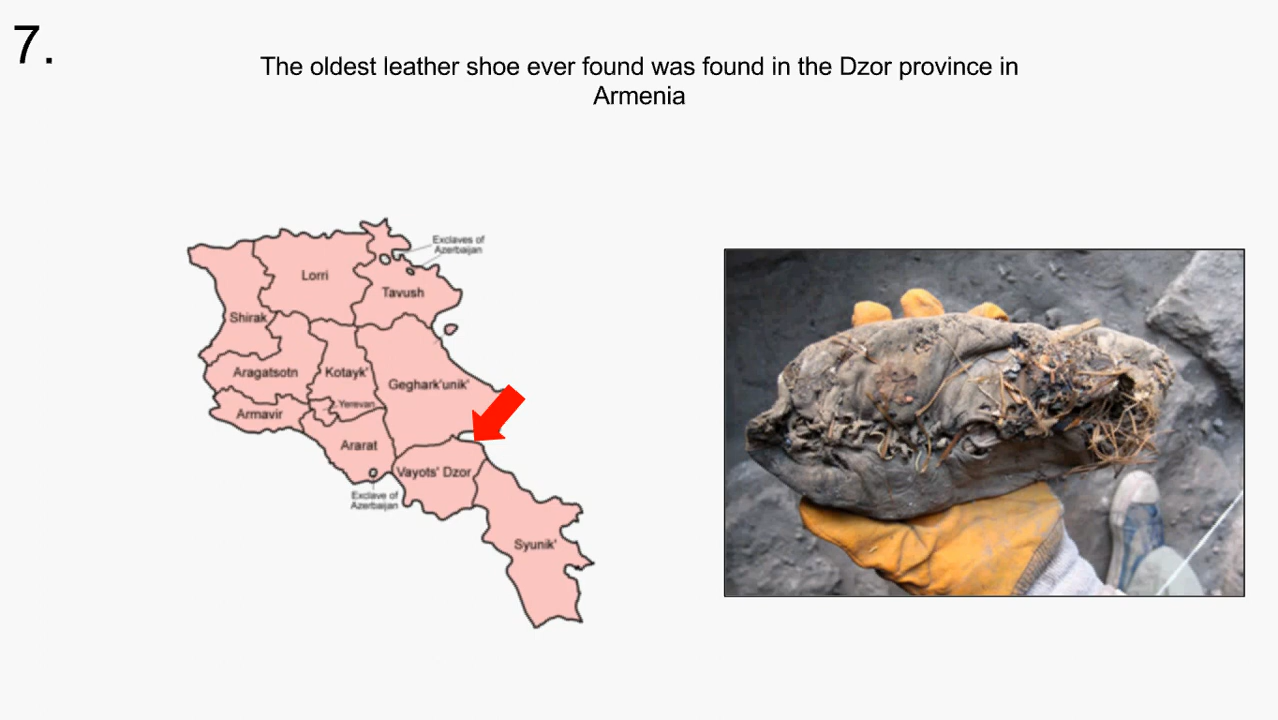 7.
The oldest leather shoe ever found was found in the Dzor province in
Armenia
Exclaves of
Azerbaijan
Lorri
Tavush
Shirak
Aragatsotn
Kotayk'
Geghark'unik'
Yerevan
Armavir
Ararat
Vayots' Dzor
Exclave of
Azerbaijan
Syunik'